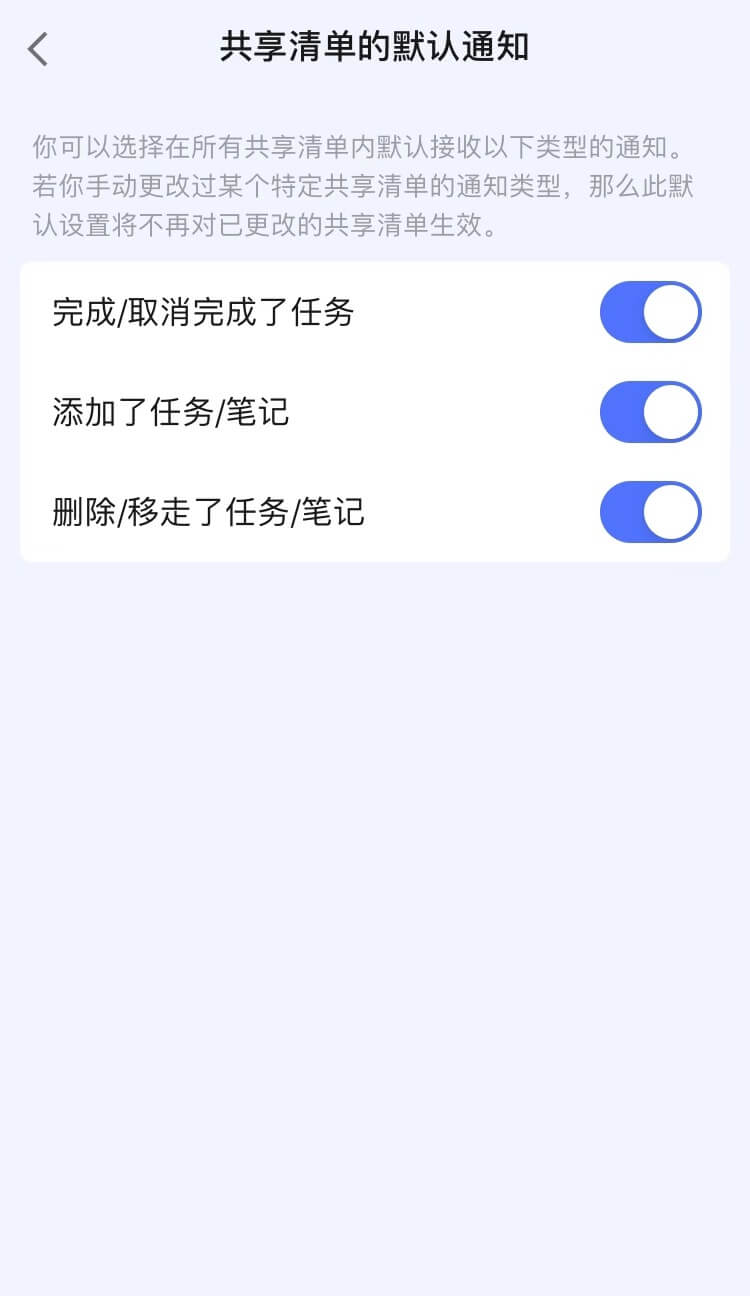 共享清单的默认通知
你可以选择在所有共享清单内默认接收以下类型的通知。
若你手动更改过某个特定共享清单的通知类型，那么此默
认设置将不再对已更改的共享清单生效。
完成/取消完成了任务
添加了任务/笔记
删除/移走了任务/笔记